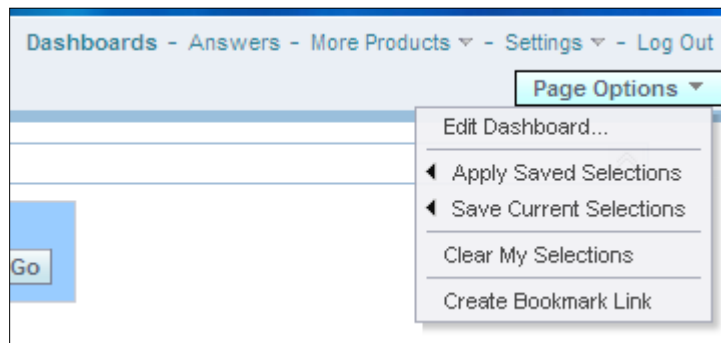 Dashboards - Answers - More Products - Settings - Log Out
Page Options
Edit Dashboard...
Apply Saved Selections
Save Current Selections
Clear My Selections
Go
Create Bookmark Link